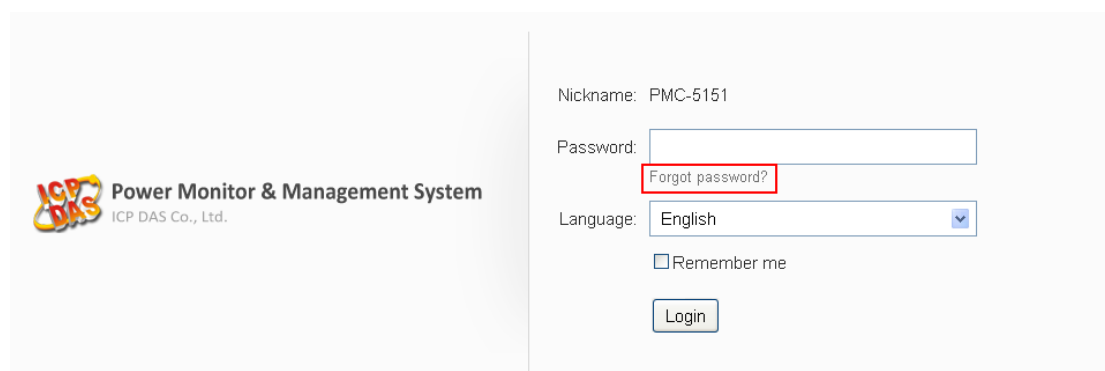 ICP
DAS
Power Monitor & Management System
ICP DAS Co., Ltd.
Nickname: PMC-5151
Password:
Forgot password?
Language: English
Remember me
Login